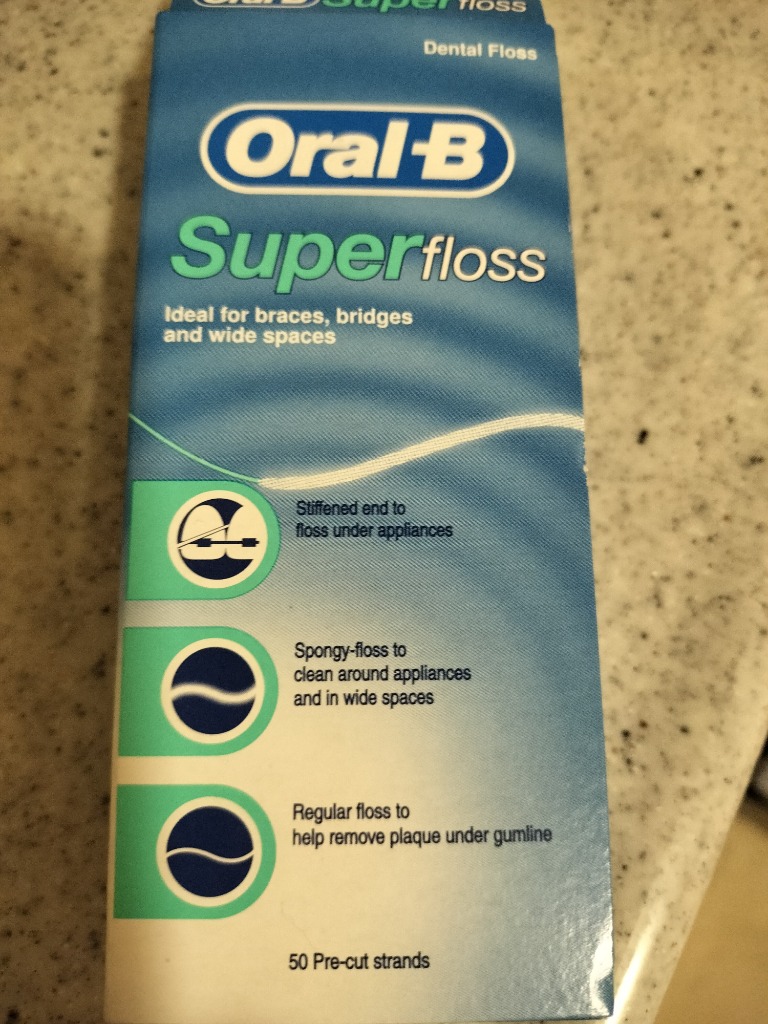 Oral-B Superfloss
Dental Floss
Oral-B
Superfloss
Ideal for braces, bridges
and wide spaces
Stiffened end to
floss under appliances
Spongy-floss to
clean around appliances
and in wide spaces
Regular floss to
help remove plaque under gumline
50 Pre-cut strands